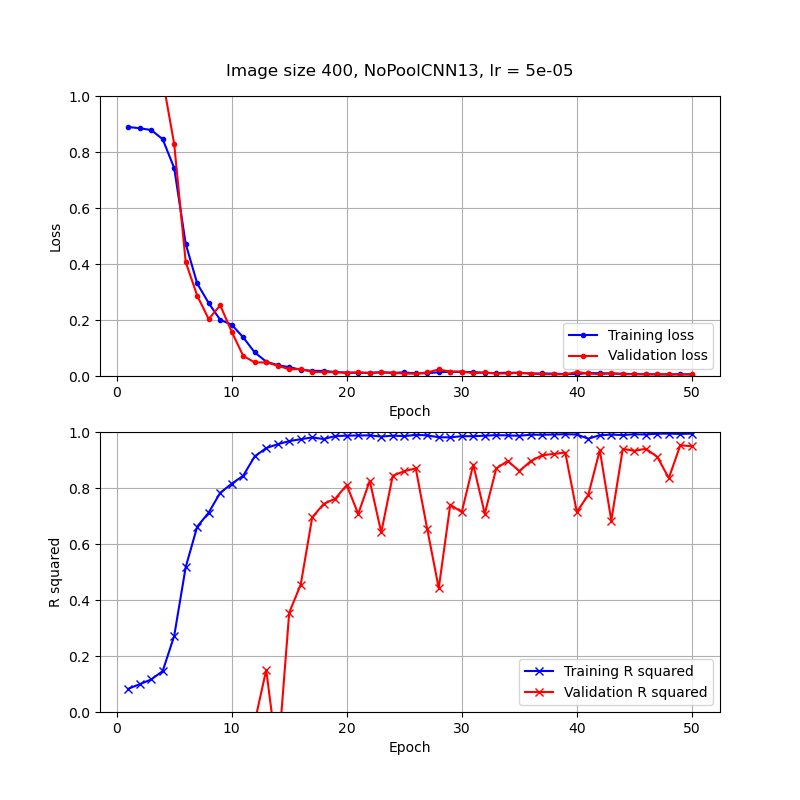 Image size 400, NoPoolCNN13, lr = 5e-05
1.0
0.8
0.6
0.4
0.2
0.0
Loss
Training loss
Validation loss
0 10 20 30 40 50
Epoch
1.0
0.8
0.6
0.4
0.2
0.0
R squared
Training R squared
Validation R squared
0 10 20 30 40 50
Epoch